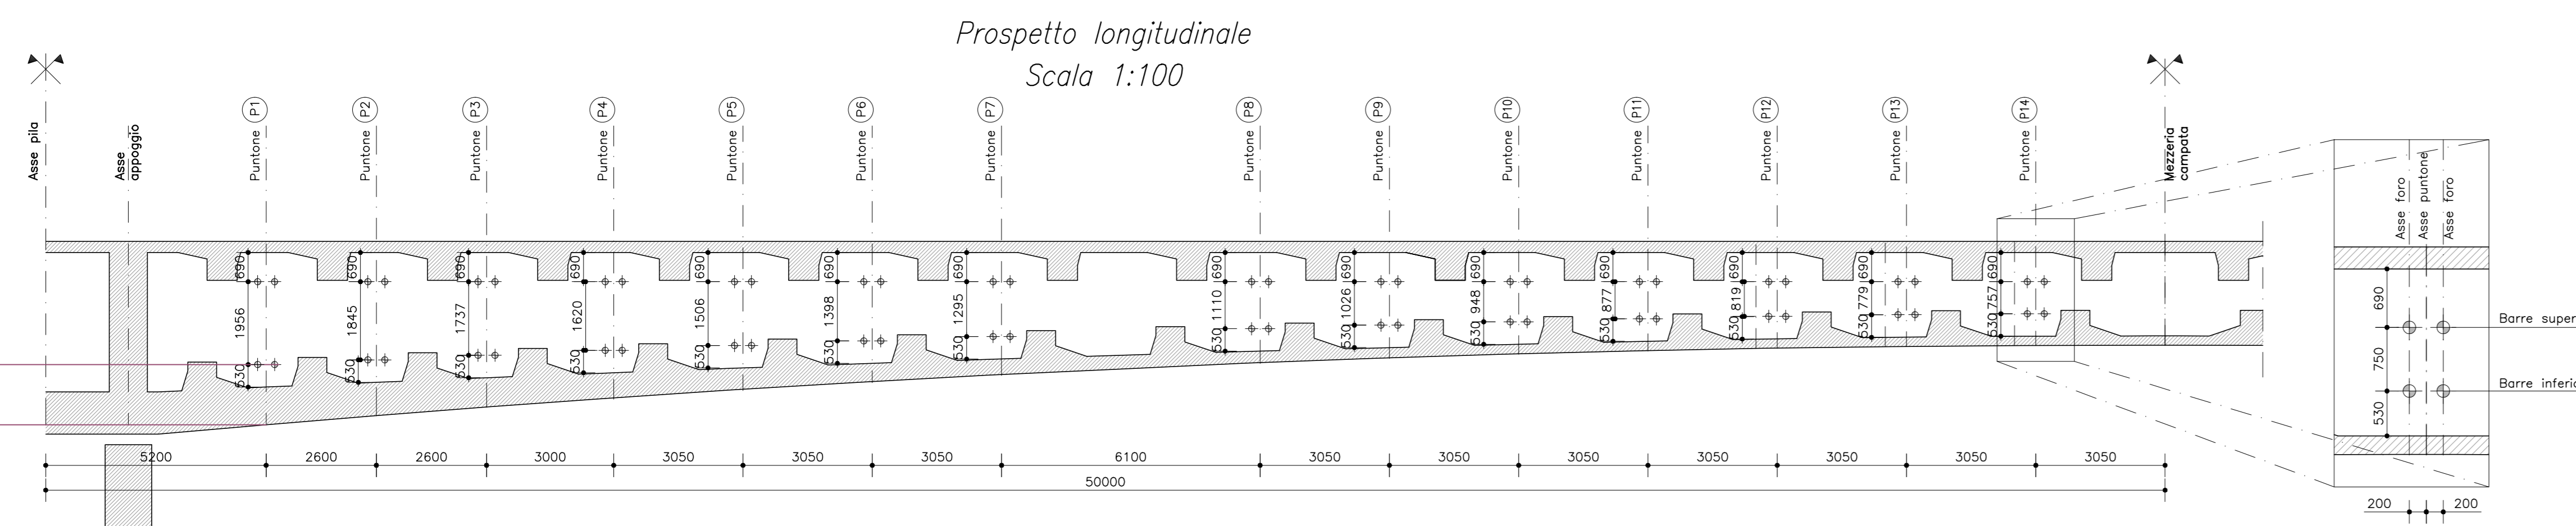 Prospetto longitudinale
Scala 1:100
Asse pila
Asse
appoggio
Puntone P1
Puntone P2
Puntone P3
Puntone P4
Puntone P5
Puntone P6
Puntone P7
Puntone P8
Puntone P9
Puntone P10
Puntone P11
Puntone P12
Puntone P13
Puntone P14
Mezzeria
campata
Asse foro
Asse puntone
Asse foro
690 690 690 690 690 690 690 690 690 690 690 690 690 690
1956 1845 1737 1620 1506 1398 1295 1110 1026 948 877 819 779 757
530 530 530 530 530 530 530 530 530 530 530 530 530 530
690
Barre super
750
Barre inferio
530
5200 2600 2600 3000 3050 3050 3050 6100 3050 3050 3050 3050 3050 3050 3050
50000
200 200